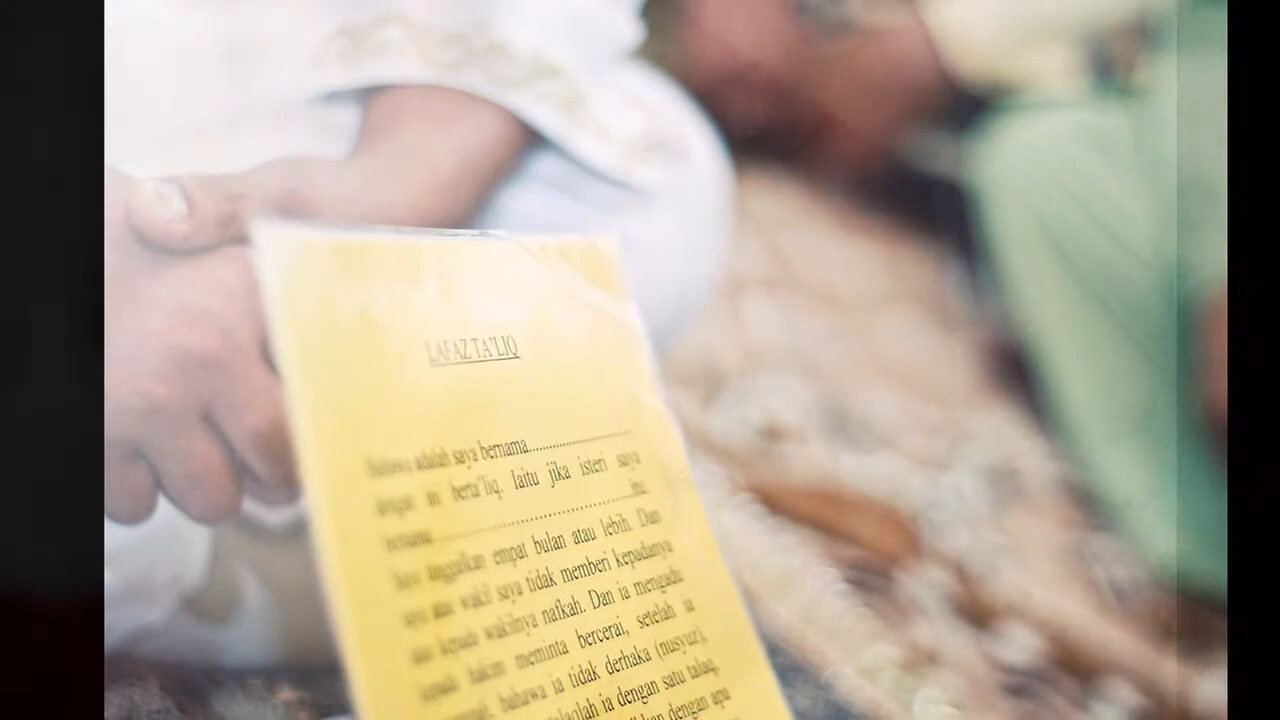 LAFAZ TA'LIQ
Bahawa adalah saya bernama..............................
dengan ini berta'liq. Iaitu jika isteri saya
bernama.................................................itu.
saya tinggalkan empat bulan atau lebih. Dan
saya atau wakil saya tidak memberi kepadanya
atau kepada wakilnya nafkah. Dan ia mengadu
kepada hakim meminta bercerai, setelah ia
bahawa ia tidak derhaka (nusyuz),
ia dengan satu talaq,
dengan apa